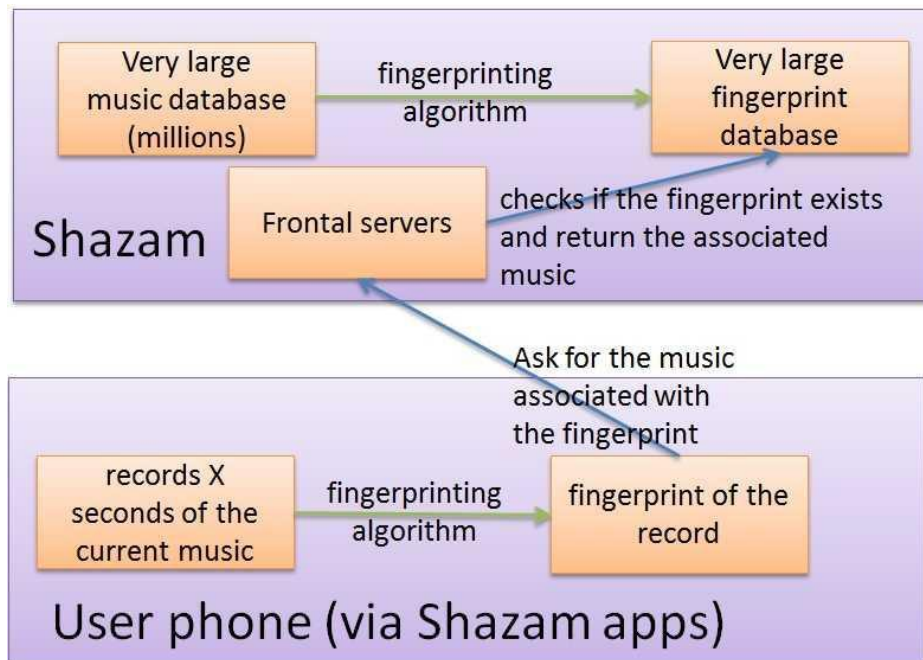 Very large
music database
(millions)
fingerprinting
algorithm
Very large
fingerprint
database
Shazam
Frontal servers
checks if the fingerprint exists
and return the associated
music
Ask for the music
associated with
the fingerprint
records X
seconds of the
current music
fingerprinting
algorithm
fingerprint of the
record
User phone (via Shazam apps)